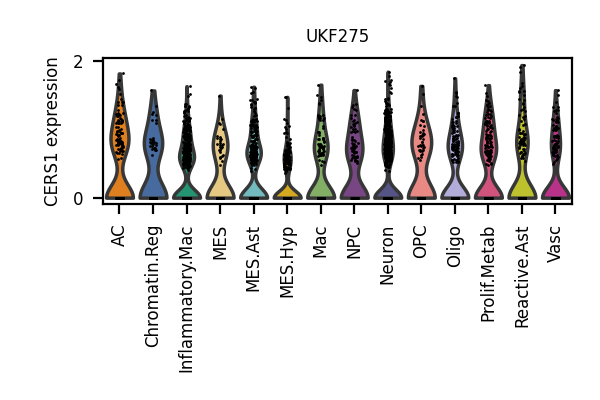 UKF275
CERS1 expression
2
0
AC
Chromatin.Reg
Inflammatory.Mac
MES
MES.Ast
MES.Hyp
Mac
NPC
Neuron
OPC
Oligo
Prolif.Metab
Reactive.Ast
Vasc